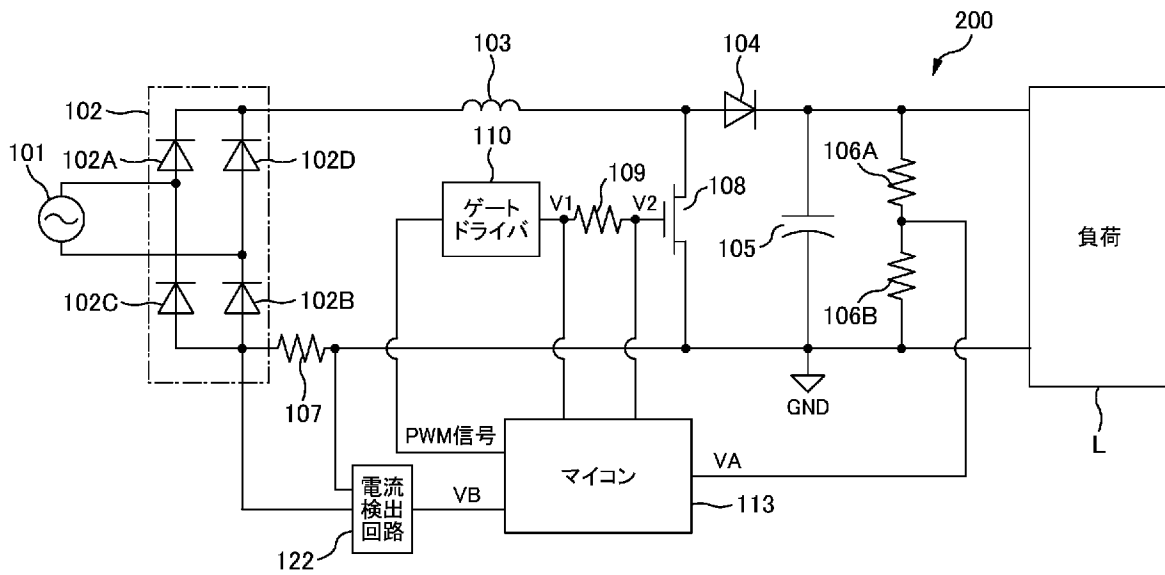 200
103
104
102
110
106A
101
102A
102D
109
108
ゲート
ドライバ
V1
V2
105
負荷
102C
102B
106B
107
GND
PWM信号
マイコン
VA
L
電流
検出
回路
VB
113
122